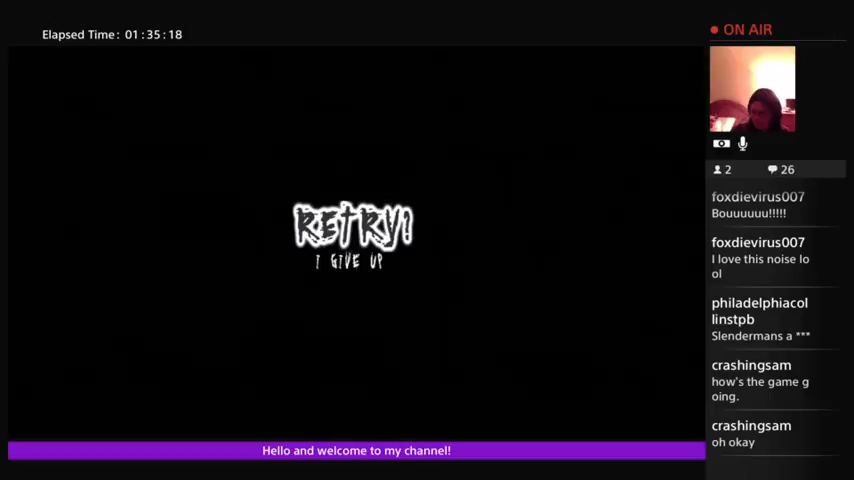 Elapsed Time: 01:35:18
ON AIR
2 26
foxdievirus007
Bouuuuuu!!!!!
foxdievirus007
I love this noise lo
ol
philadelphiacol
linstpb
Slendermans a ***
crashingsam
how's the game g
oing.
crashingsam
oh okay
RETRY!
I GIVE UP
Hello and welcome to my channel!